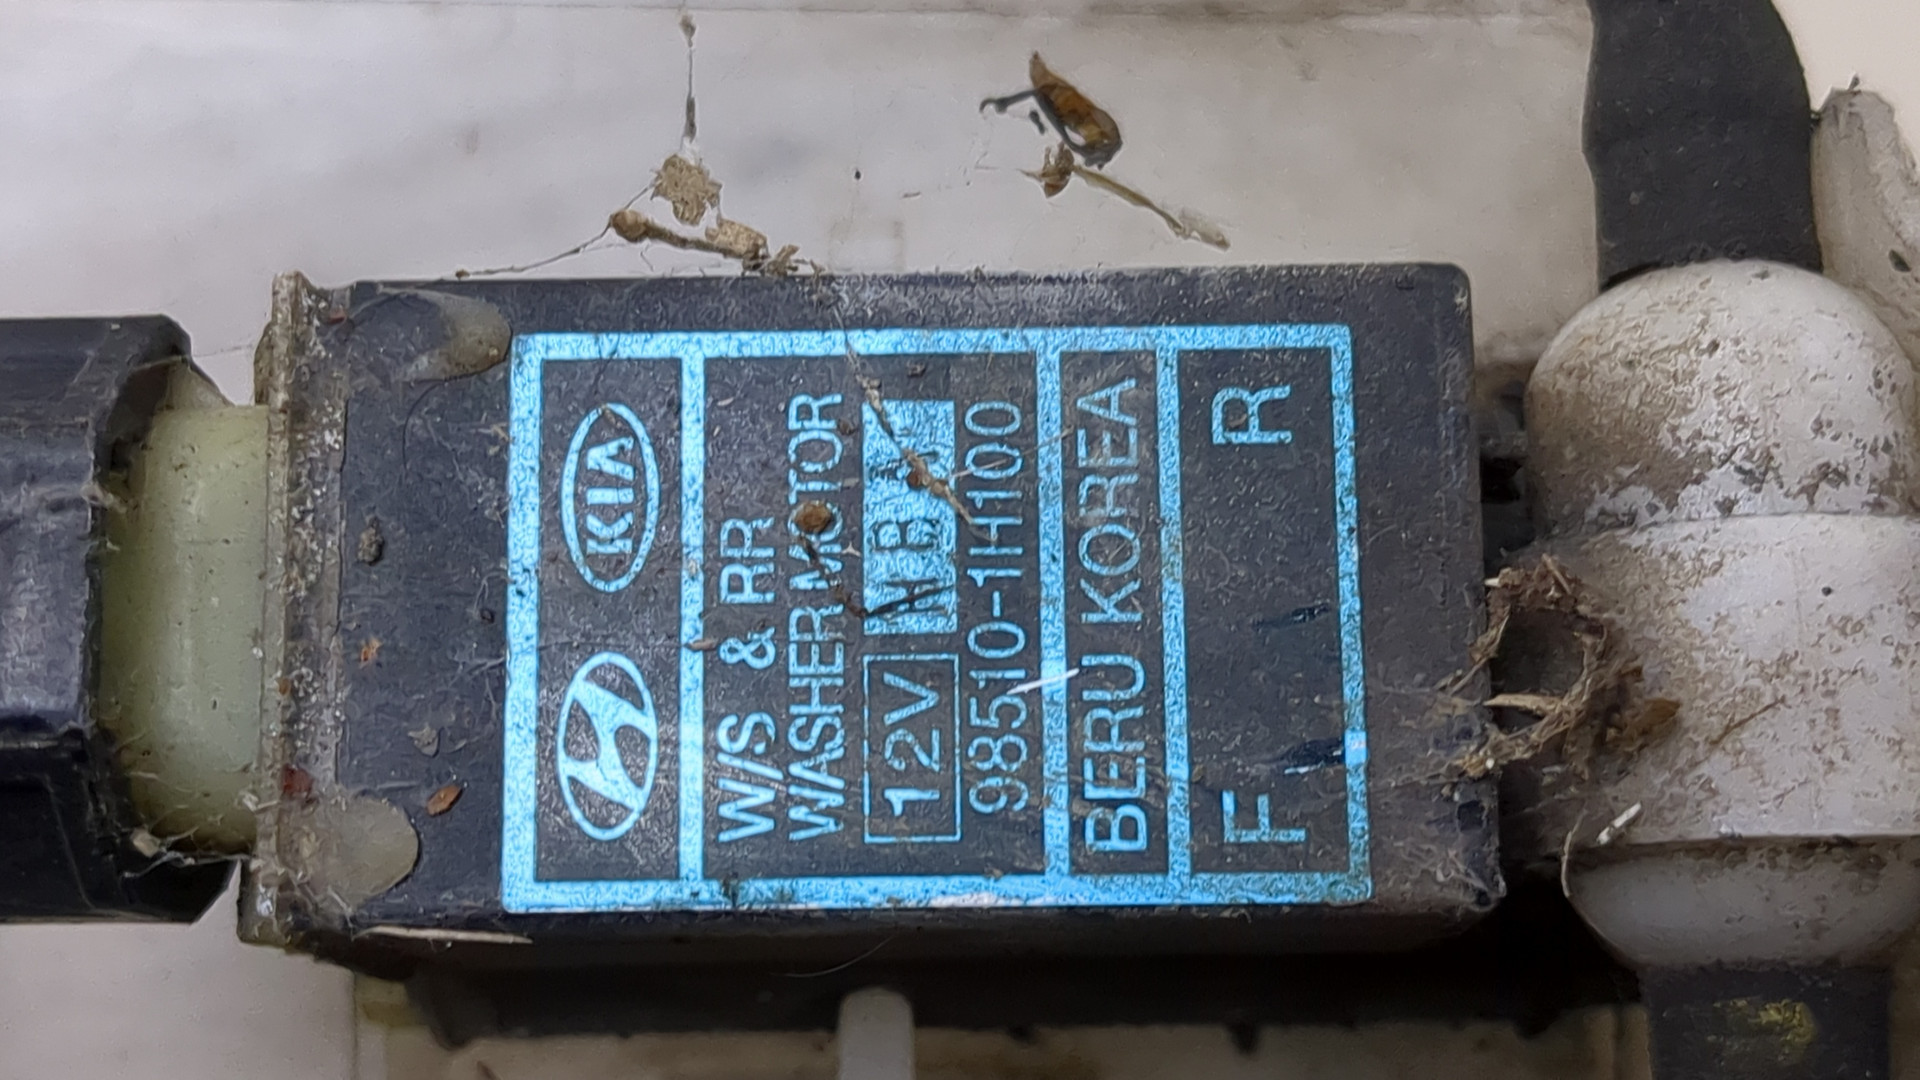 KIA
W/S & RR
WASHER MOTOR
12V
98510-1H100
BERU KOREA
F R